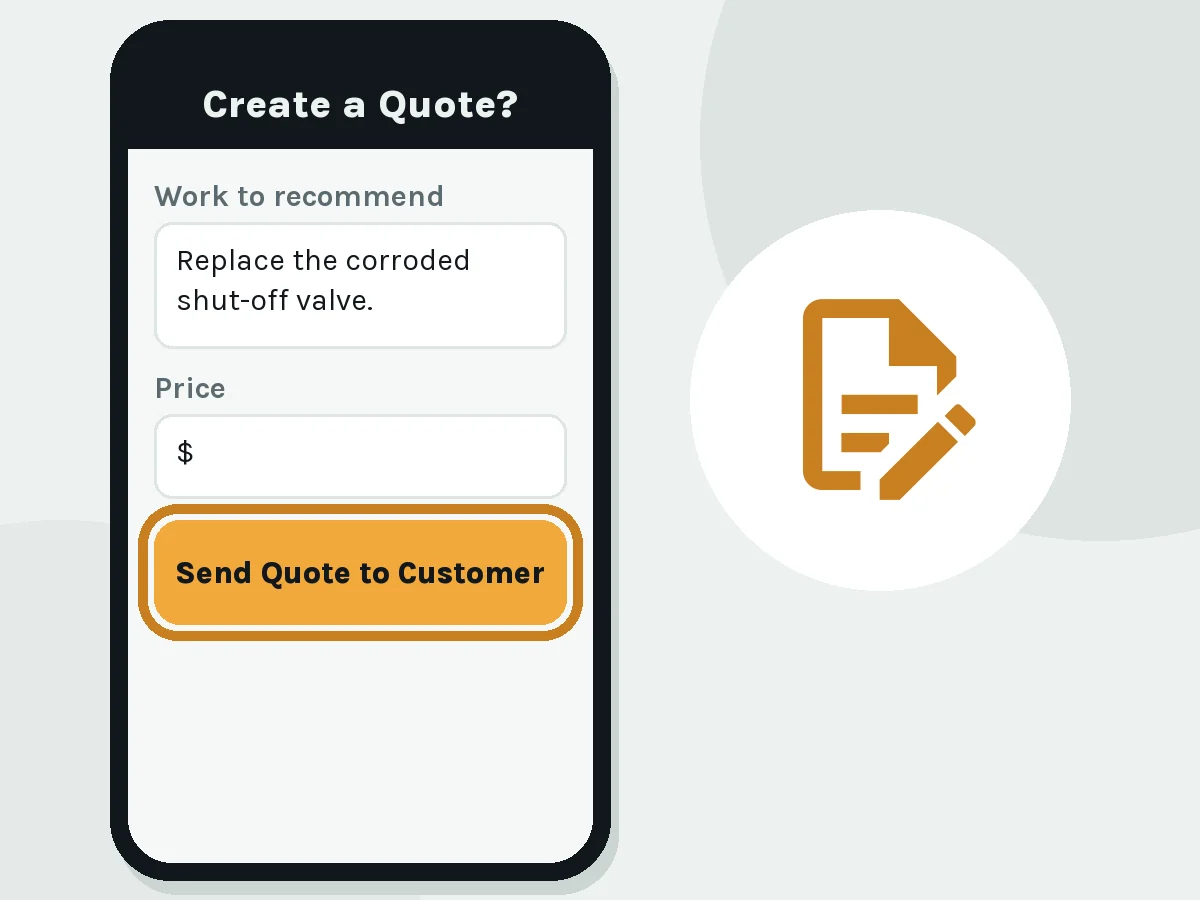 Create a Quote?
Work to recommend
Replace the corroded
shut-off valve.
Price
$
Send Quote to Customer